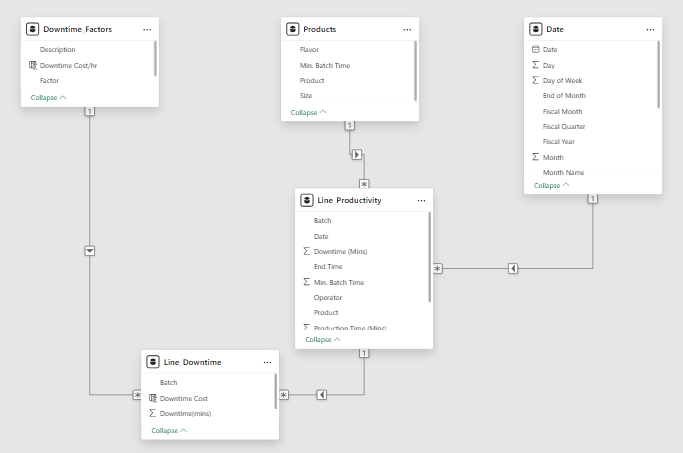 Downtime_Factors
Description
Downtime Cost/hr
Factor
Collapse
1
Products
Flavor
Min. Batch Time
Product
Size
Collapse
1
Date
Date
Day
Day of Week
End of Month
Fiscal Month
Fiscal Quarter
Fiscal Year
Month
Month Name
Collapse
1
*
Line_Productivity
Batch
Date
Downtime (Mins)
End Time
Min. Batch Time
Operator
Product
Production Time (Mins)
Collapse
*
1
Line_Downtime
Batch
Downtime Cost
Downtime(mins)
Collapse
*
*